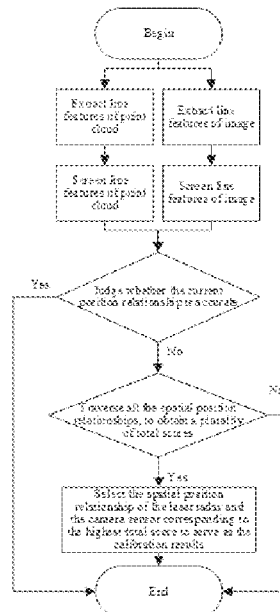 Begin
Extract line
features of point
cloud
Extract line
features of image
Screen line
features of point
cloud
Screen line
features of image
Judge whether the current
position relationship is accurate
Yes
No
Traverse all the spatial position
relationships, to obtain a plurality
of total scores
No
Yes
Select the spatial position
relationship of the laser radar and
the camera sensor corresponding to
the highest total score to serve as the
calibration results
End